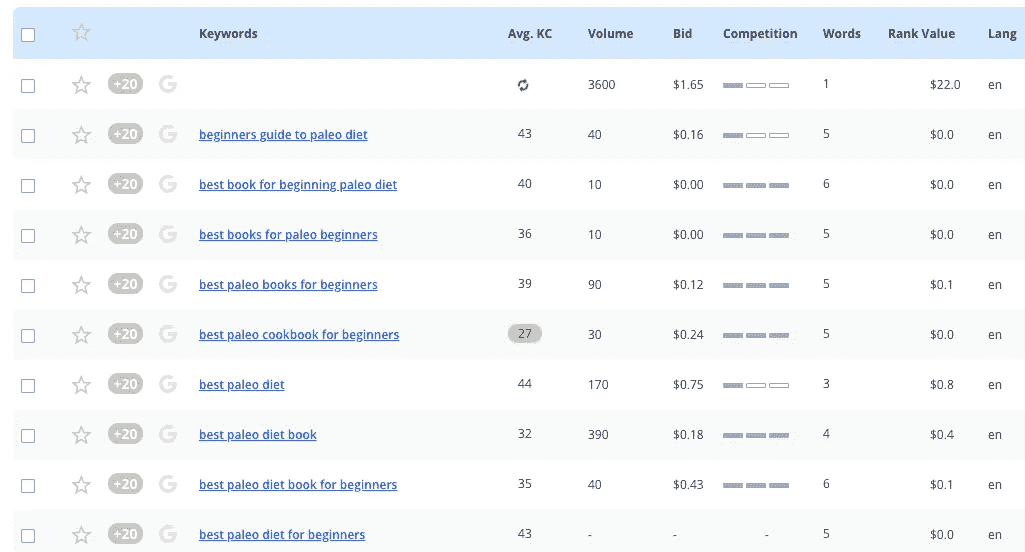 Keywords Avg. KC Volume Bid Competition Words Rank Value Lang
+20 G 3600 $1.65 1 $22.0 en
+20 G beginners guide to paleo diet 43 40 $0.16 5 $0.0 en
+20 G best book for beginning paleo diet 40 10 $0.00 6 $0.0 en
+20 G best books for paleo beginners 36 10 $0.00 5 $0.0 en
+20 G best paleo books for beginners 39 90 $0.12 5 $0.1 en
+20 G best paleo cookbook for beginners 27 30 $0.24 5 $0.0 en
+20 G best paleo diet 44 170 $0.75 3 $0.8 en
+20 G best paleo diet book 32 390 $0.18 4 $0.4 en
+20 G best paleo diet book for beginners 35 40 $0.43 6 $0.1 en
+20 G best paleo diet for beginners 43 - - - 5 $0.0 en